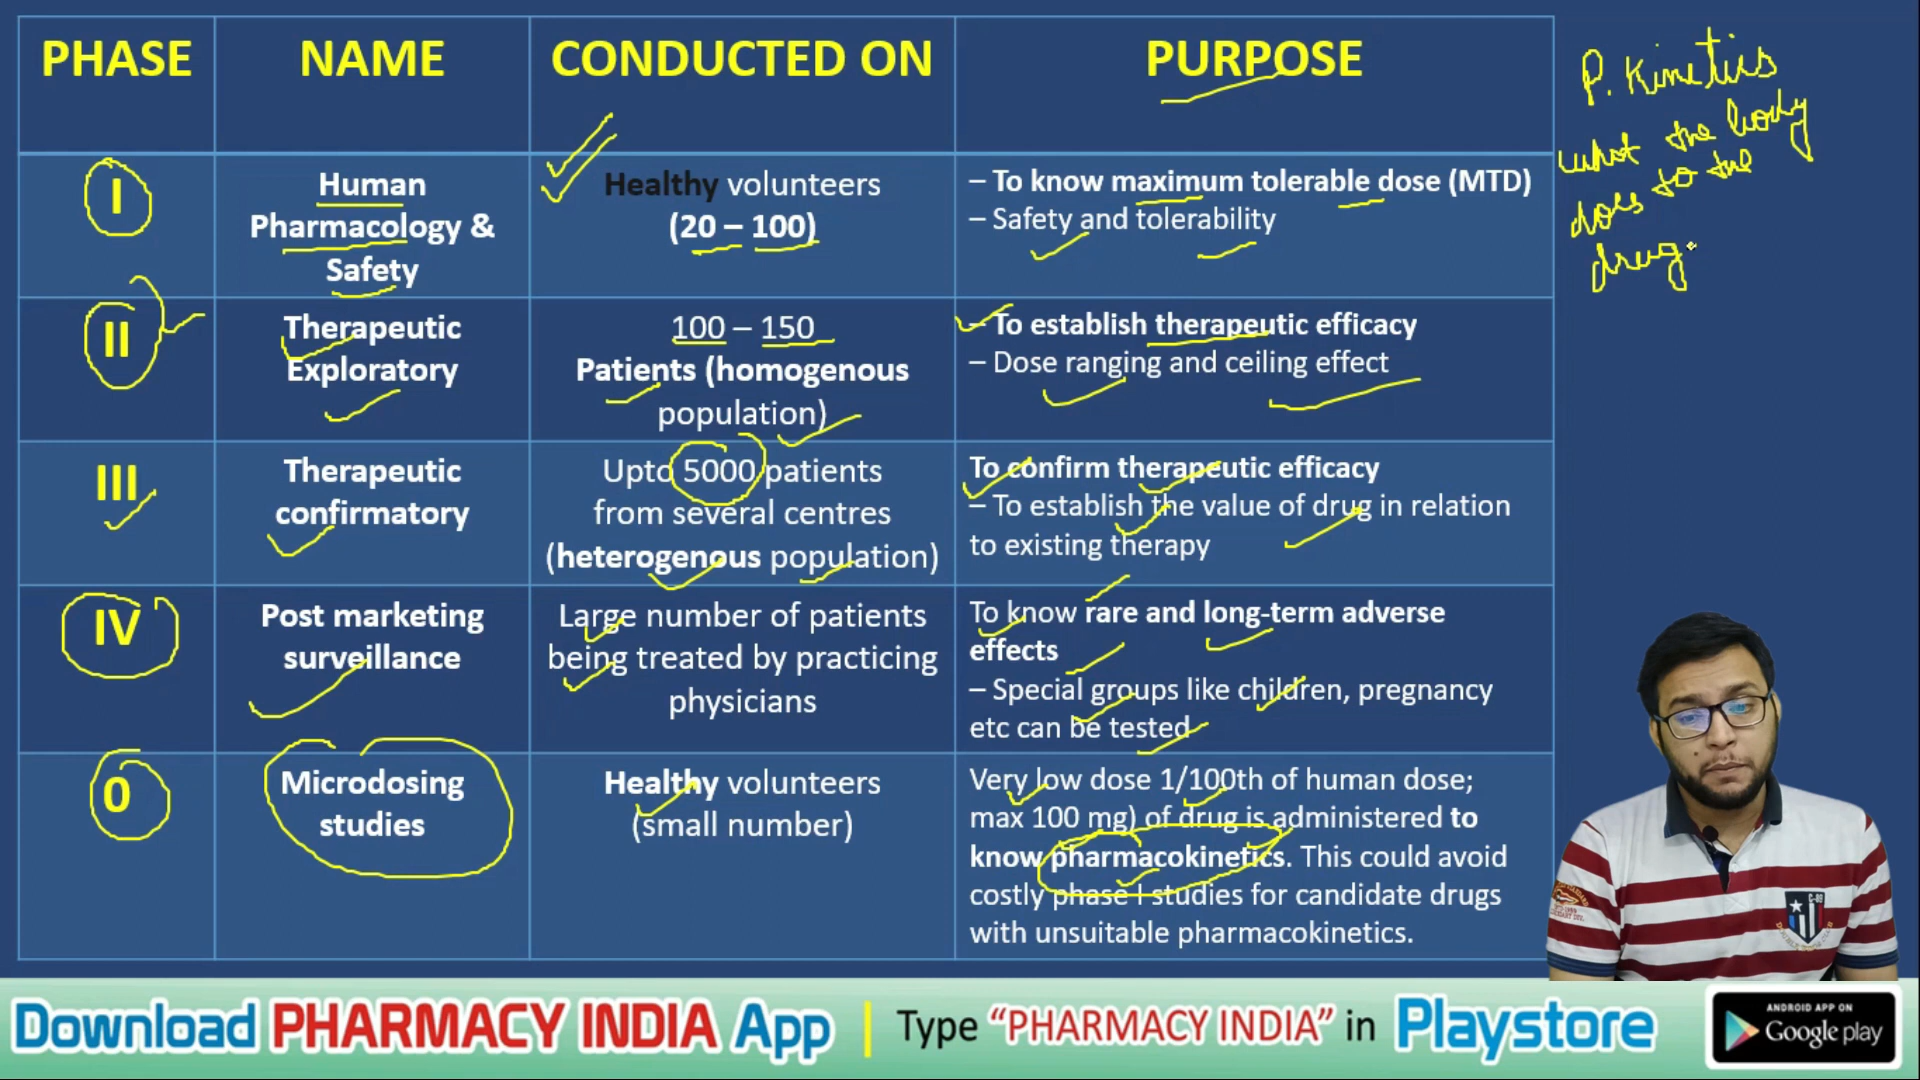 PHASE
NAME
CONDUCTED ON
PURPOSE
I
Human
Pharmacology &
Safety
Healthy volunteers
(20 – 100)
– To know maximum tolerable dose (MTD)
– Safety and tolerability
II
Therapeutic
Exploratory
100 – 150
Patients (homogenous
population)
– To establish therapeutic efficacy
– Dose ranging and ceiling effect
III
Therapeutic
confirmatory
Upto 5000 patients
from several centres
(heterogenous population)
To confirm therapeutic efficacy
– To establish the value of drug in relation
to existing therapy
IV
Post marketing
surveillance
Large number of patients
being treated by practicing
physicians
To know rare and long-term adverse
effects
– Special groups like children, pregnancy
etc can be tested
0
Microdosing
studies
Healthy volunteers
(small number)
Very low dose 1/100th of human dose;
max 100 mg) of drug is administered to
know pharmacokinetics. This could avoid
costly phase I studies for candidate drugs
with unsuitable pharmacokinetics.
P. Kinetics
what the body
does to the
drug
Download PHARMACY INDIA App
Type “PHARMACY INDIA” in Playstore
ANDROID APP ON
Google play